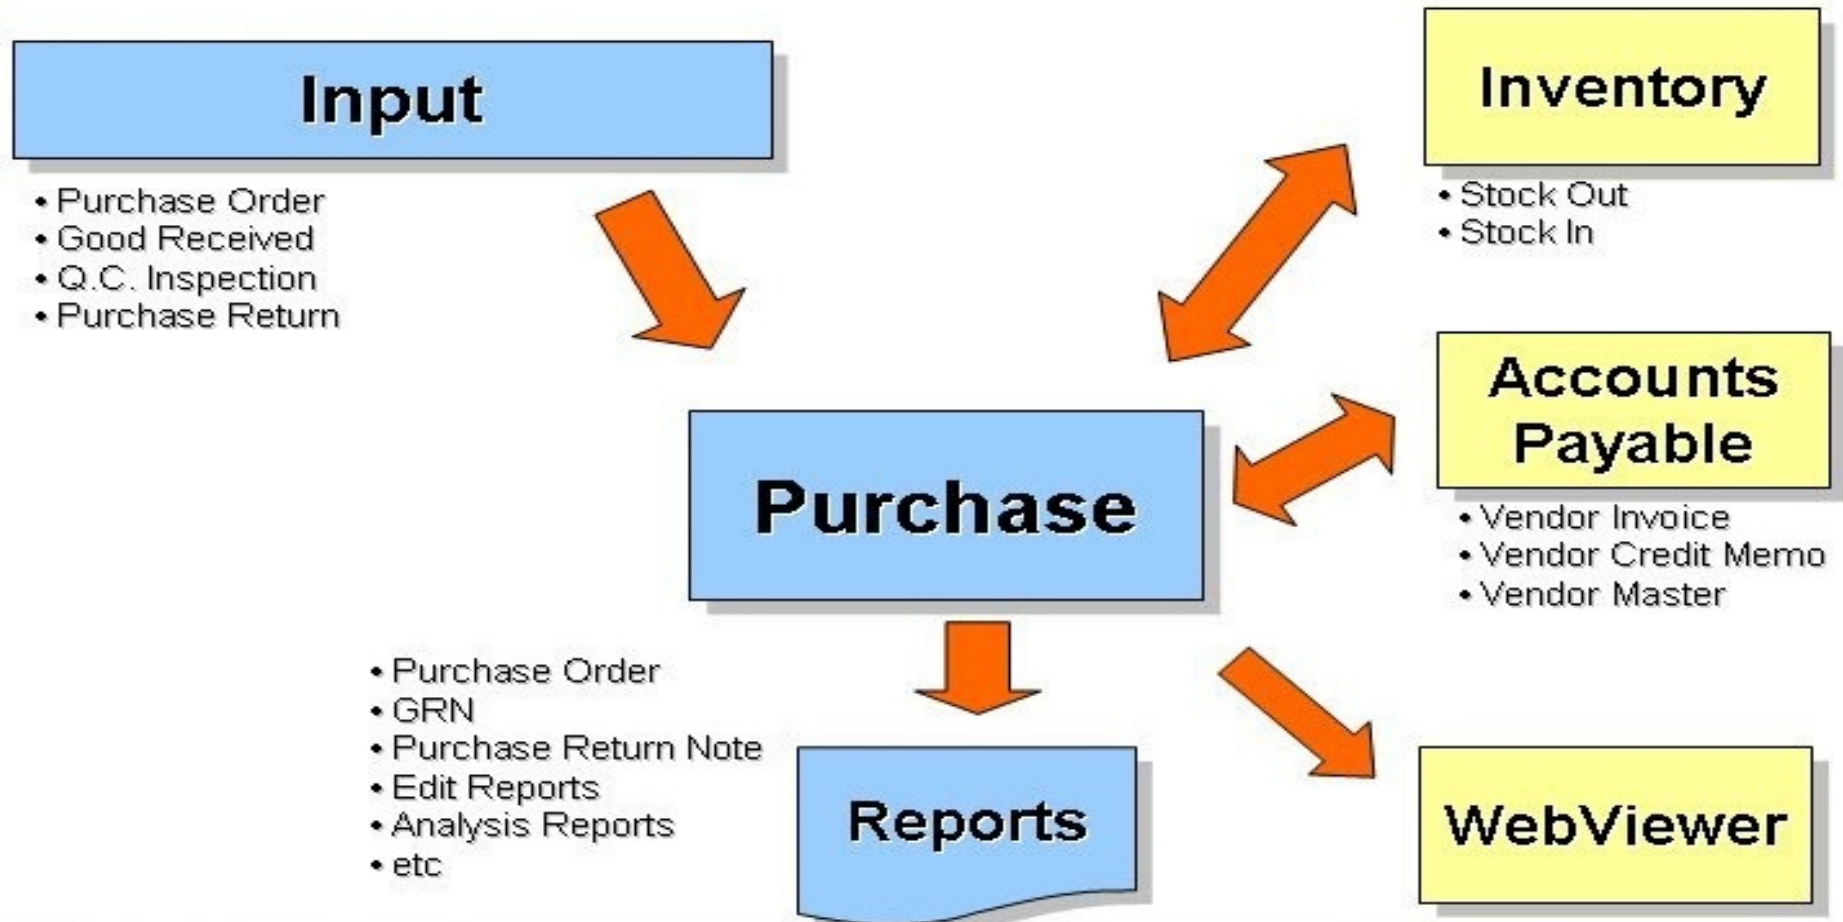 Input
• Purchase Order
• Good Received
• Q.C. Inspection
• Purchase Return
Inventory
• Stock Out
• Stock In
Accounts
Payable
• Vendor Invoice
• Vendor Credit Memo
• Vendor Master
Purchase
• Purchase Order
• GRN
• Purchase Return Note
• Edit Reports
• Analysis Reports
• etc
Reports
WebViewer